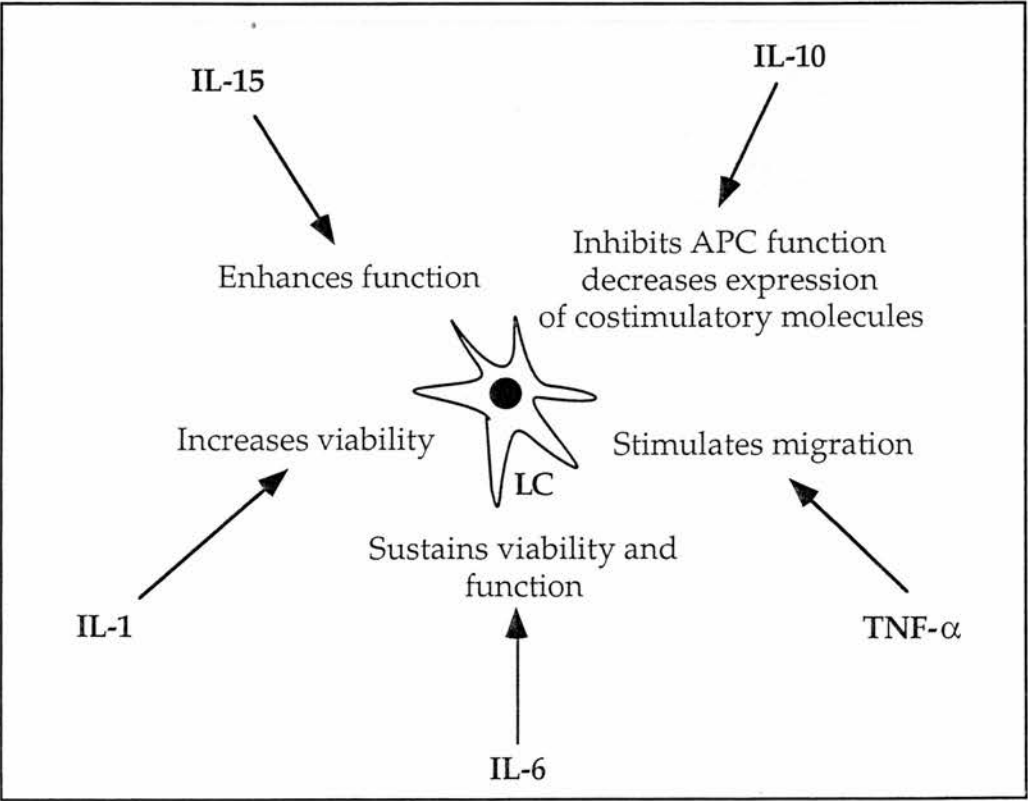 IL-15
IL-10
Enhances function
Inhibits APC function
decreases expression
of costimulatory molecules
Increases viability
Stimulates migration
LC
Sustains viability and
function
IL-1
TNF-α
IL-6